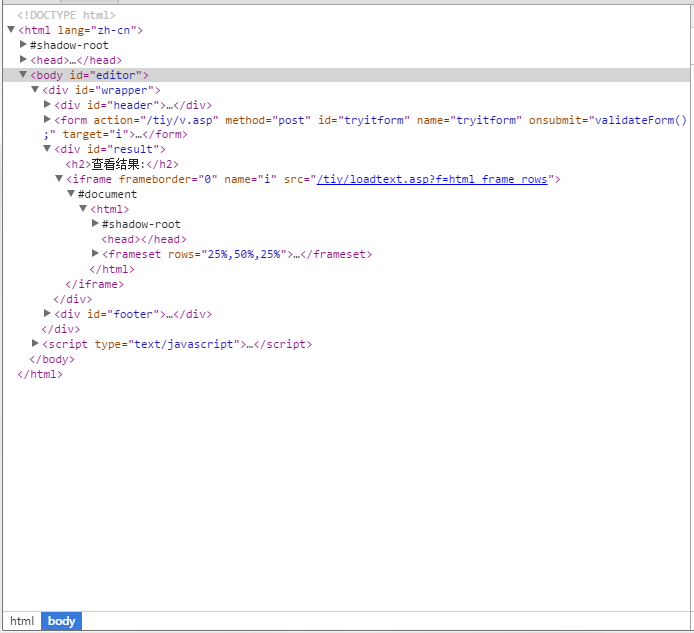 <!DOCTYPE html>
<html lang="zh-cn">
#shadow-root
<head>…</head>
<body id="editor">
<div id="wrapper">
<div id="header">…</div>
<form action="/tiy/v.asp" method="post" id="tryitform" name="tryitform" onsubmit="validateForm()
;" target="i">…</form>
<div id="result">
<h2>查看结果:</h2>
<iframe frameborder="0" name="i" src="/tiy/loadtext.asp?f=html_frame_rows">
#document
<html>
#shadow-root
<head></head>
<frameset rows="25%,50%,25%">…</frameset>
</html>
</iframe>
</div>
<div id="footer">…</div>
</div>
<script type="text/javascript">…</script>
</body>
</html>
html body